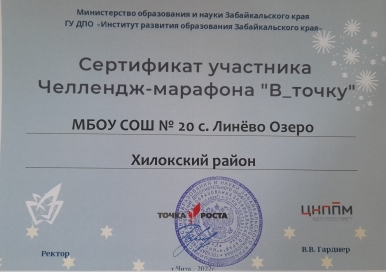 Министерство образования и науки Забайкальского края
ГУ ДПО «Институт развития образования Забайкальского края»
Сертификат участника
Челлендж-марафона "В_точку"
МБОУ СОШ № 20 с. Линёво Озеро
Хилокский район
ТОЧКА РОСТА
ЦНППМ
Ректор
В.В. Гарднер
г Чита